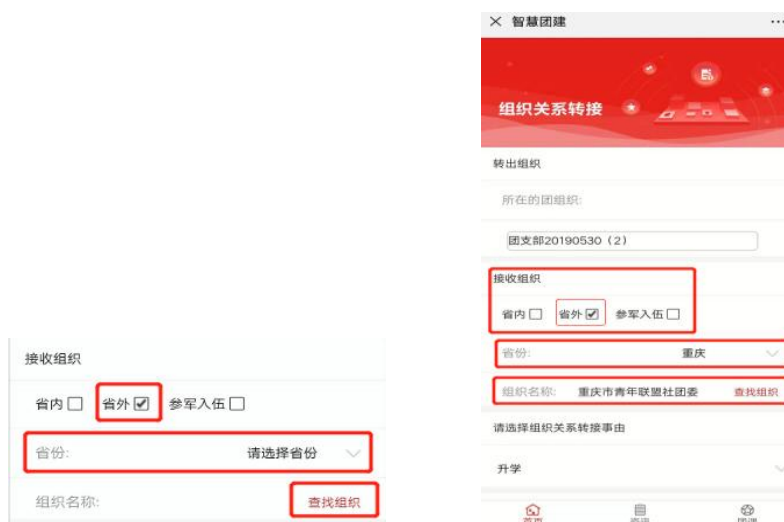 接收组织
省内 省外 参军入伍
省份: 请选择省份
组织名称: 查找组织
智慧团建
组织关系转接
转出组织
所在的团组织:
团支部20190530（2）
接收组织
省内 省外 参军入伍
省份: 重庆
组织名称: 重庆市青年联盟社团委 查找组织
请选择组织关系转接事由
升学